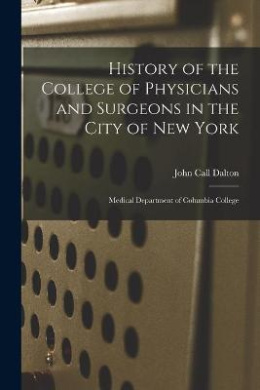 History of the
College of Physicians
and Surgeons in the
City of New York
John Call Dalton
Medical Department of Columbia College